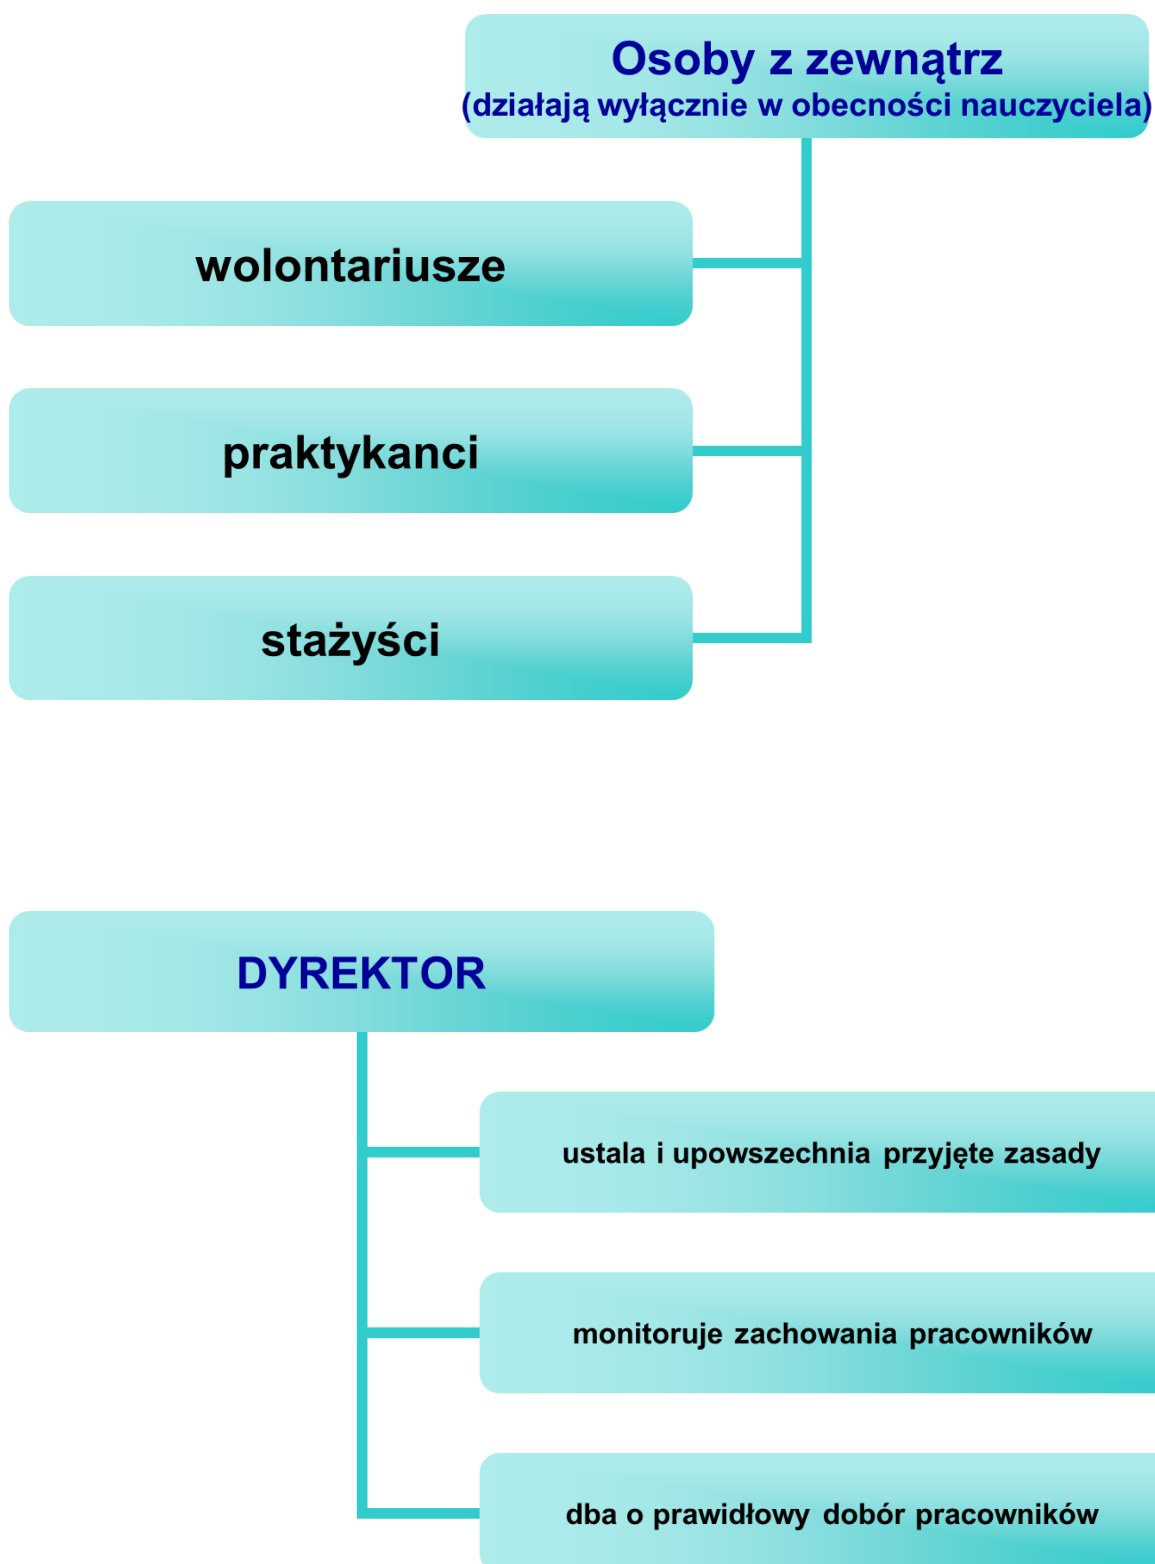 Osoby z zewnątrz
(działają wyłącznie w obecności nauczyciela)
wolontariusze
praktykanci
stażyści
DYREKTOR
ustala i upowszechnia przyjęte zasady
monitoruje zachowania pracowników
dba o prawidłowy dobór pracowników